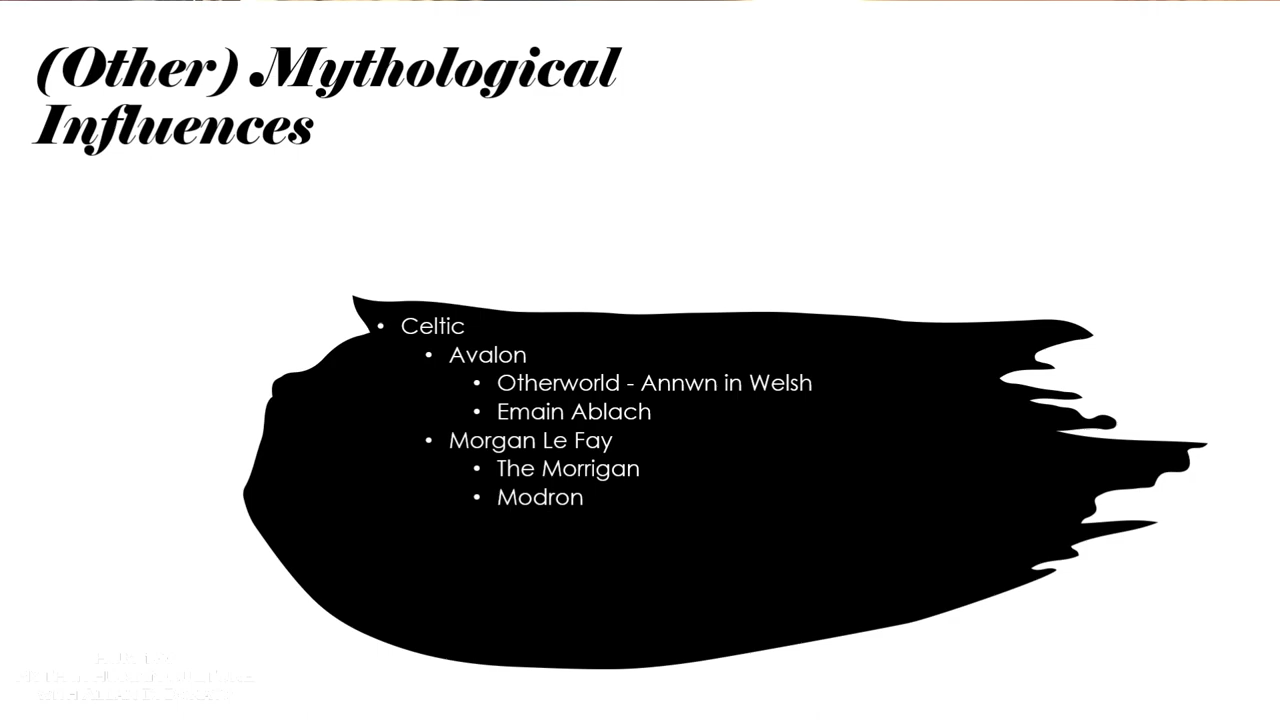 (Other) Mythological
Influences
• Celtic
• Avalon
• Otherworld - Annwn in Welsh
• Emain Ablach
• Morgan Le Fay
• The Morrigan
• Modron